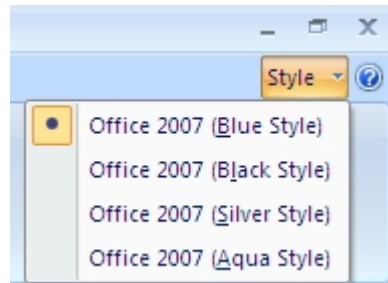 Style
Office 2007 (Blue Style)
Office 2007 (Black Style)
Office 2007 (Silver Style)
Office 2007 (Aqua Style)